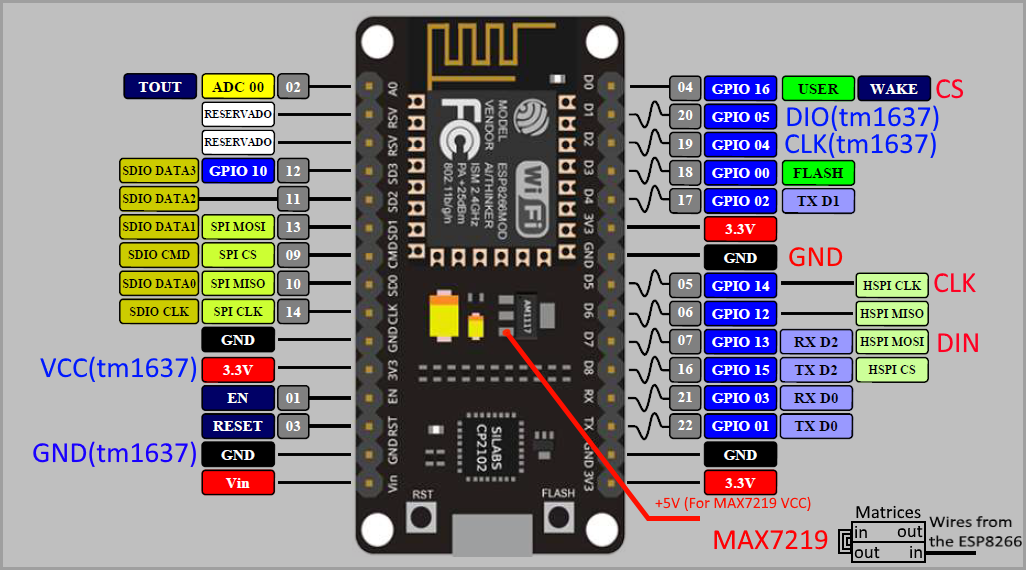 TOUT ADC 00 02
RESERVADO
RESERVADO
SDIO DATA3 GPIO 10 12
SDIO DATA2 11
SDIO DATA1 SPI MOSI 13
SDIO CMD SPI CS 09
SDIO DATA0 SPI MISO 10
SDIO CLK SPI CLK 14
GND
VCC(tm1637) 3.3V
EN 01
RESET 03
GND(tm1637) GND
Vin
A0
RSV
RSV
SD3
SD2
SD1
CMD
SD0
CLK
GND
3V3
EN
RST
GND
Vin
MODEL ESP8266MOD
VENDOR AI/THINKER
ISM 2.4GHz
PA +25dBm
802.11b/g/n
FC
WiFi
AM1117
SILABS
CP2102
RST
FLASH
D0
D1
D2
D3
D4
3V3
GND
D5
D6
D7
D8
RX
TX
GND
3V3
04 GPIO 16 USER WAKE CS
20 GPIO 05 DIO(tm1637)
19 GPIO 04 CLK(tm1637)
18 GPIO 00 FLASH
17 GPIO 02 TX D1
3.3V
GND GND
05 GPIO 14 HSPI CLK CLK
06 GPIO 12 HSPI MISO
07 GPIO 13 RX D2 HSPI MOSI DIN
16 GPIO 15 TX D2 HSPI CS
21 GPIO 03 RX D0
22 GPIO 01 TX D0
GND
3.3V
+5V (For MAX7219 VCC)
MAX7219
Matrices
in out
out in
Wires from
the ESP8266